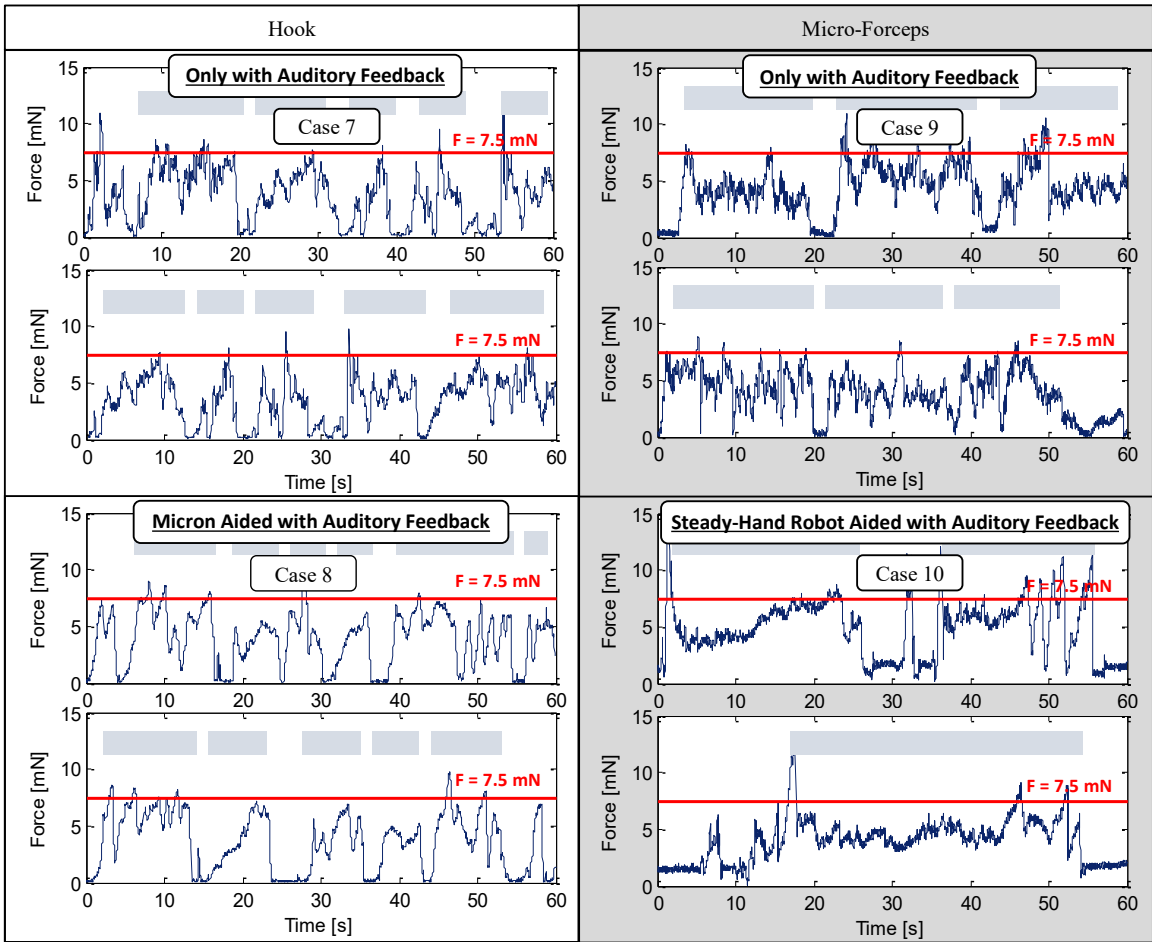 Hook
Micro-Forceps
Only with Auditory Feedback
Case 7
F = 7.5 mN
Force [mN]
15
10
5
0
0 10 20 30 40 50 60
F = 7.5 mN
Force [mN]
15
10
5
0
0 10 20 30 40 50 60
Time [s]
Only with Auditory Feedback
Case 9
F = 7.5 mN
Force [mN]
15
10
5
0
0 10 20 30 40 50 60
F = 7.5 mN
Force [mN]
15
10
5
0
0 10 20 30 40 50 60
Time [s]
Micron Aided with Auditory Feedback
Case 8
F = 7.5 mN
Force [mN]
15
10
5
0
0 10 20 30 40 50 60
F = 7.5 mN
Force [mN]
15
10
5
0
0 10 20 30 40 50 60
Time [s]
Steady-Hand Robot Aided with Auditory Feedback
Case 10
F = 7.5 mN
Force [mN]
15
10
5
0
0 10 20 30 40 50 60
F = 7.5 mN
Force [mN]
15
10
5
0
0 10 20 30 40 50 60
Time [s]